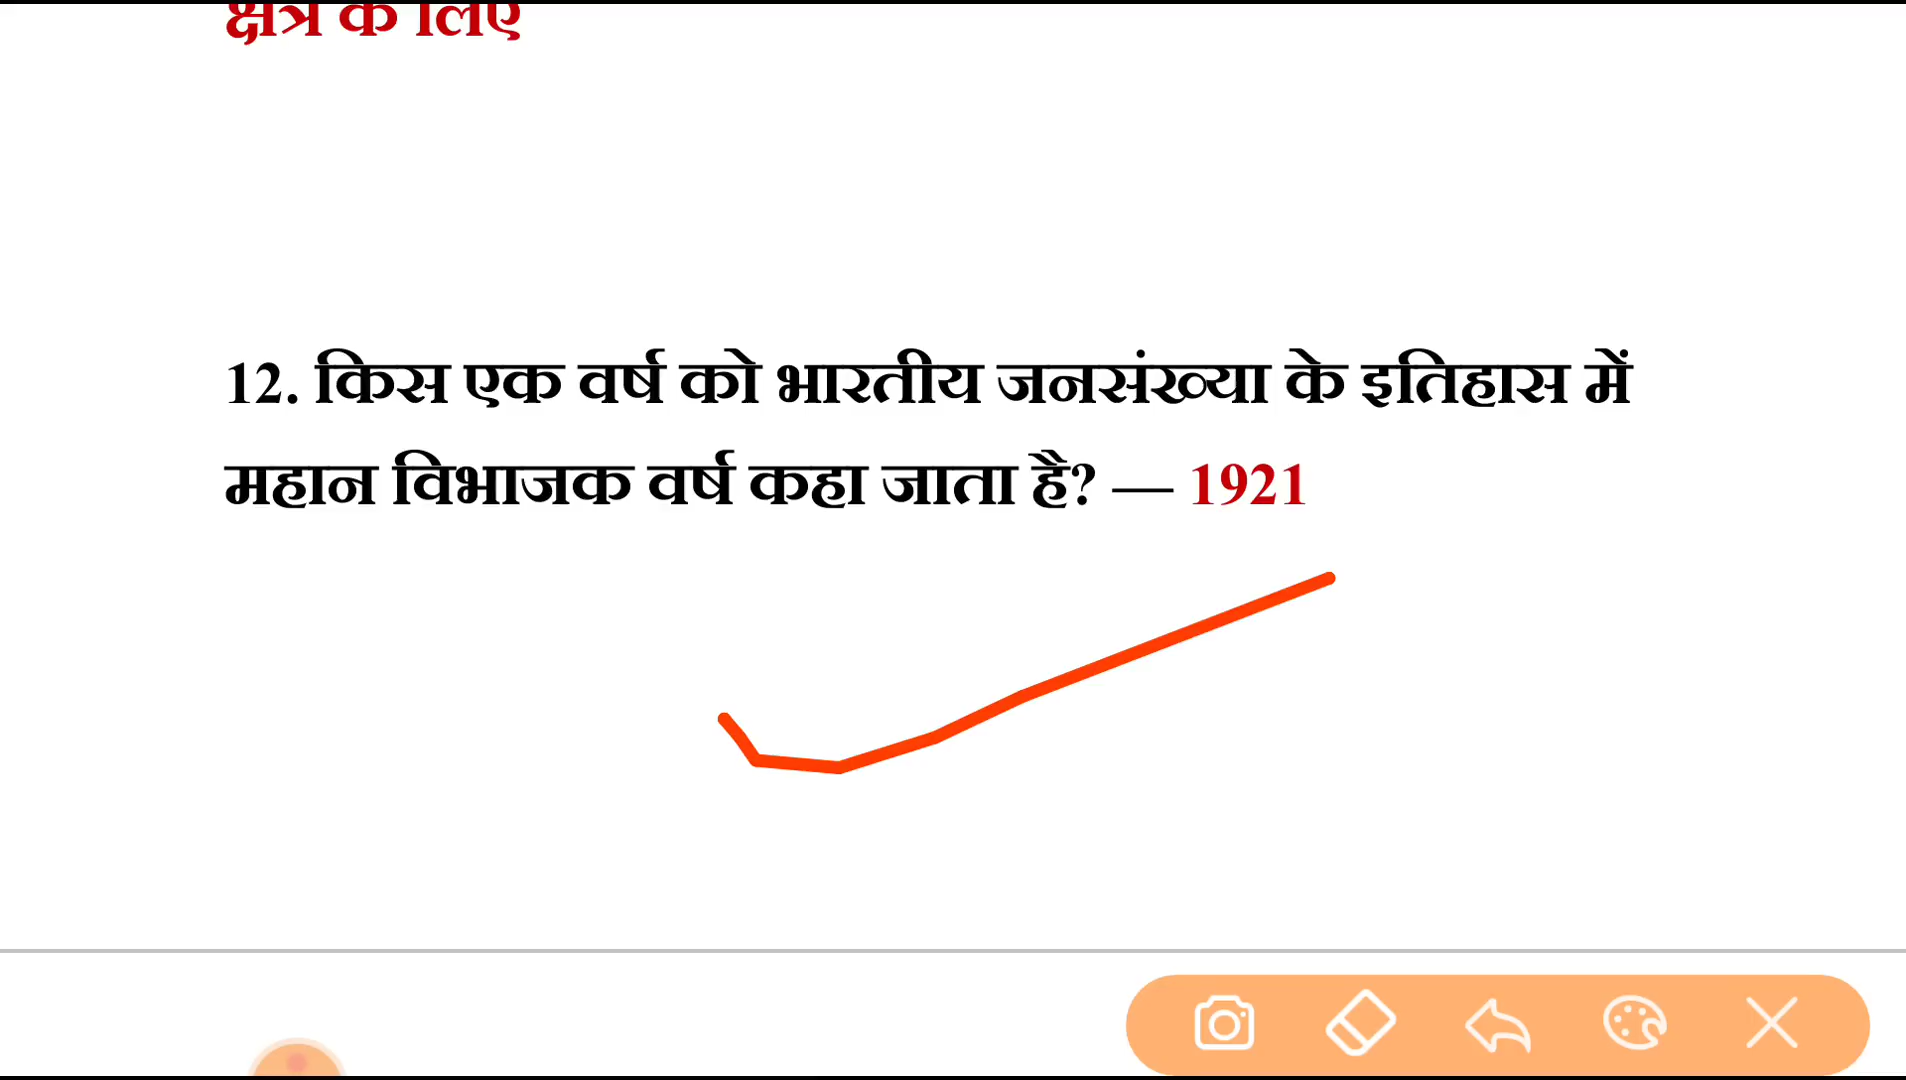 क्षेत्र के लिए
12. किस एक वर्ष को भारतीय जनसंख्या के इतिहास में
महान विभाजक वर्ष कहा जाता है? — 1921